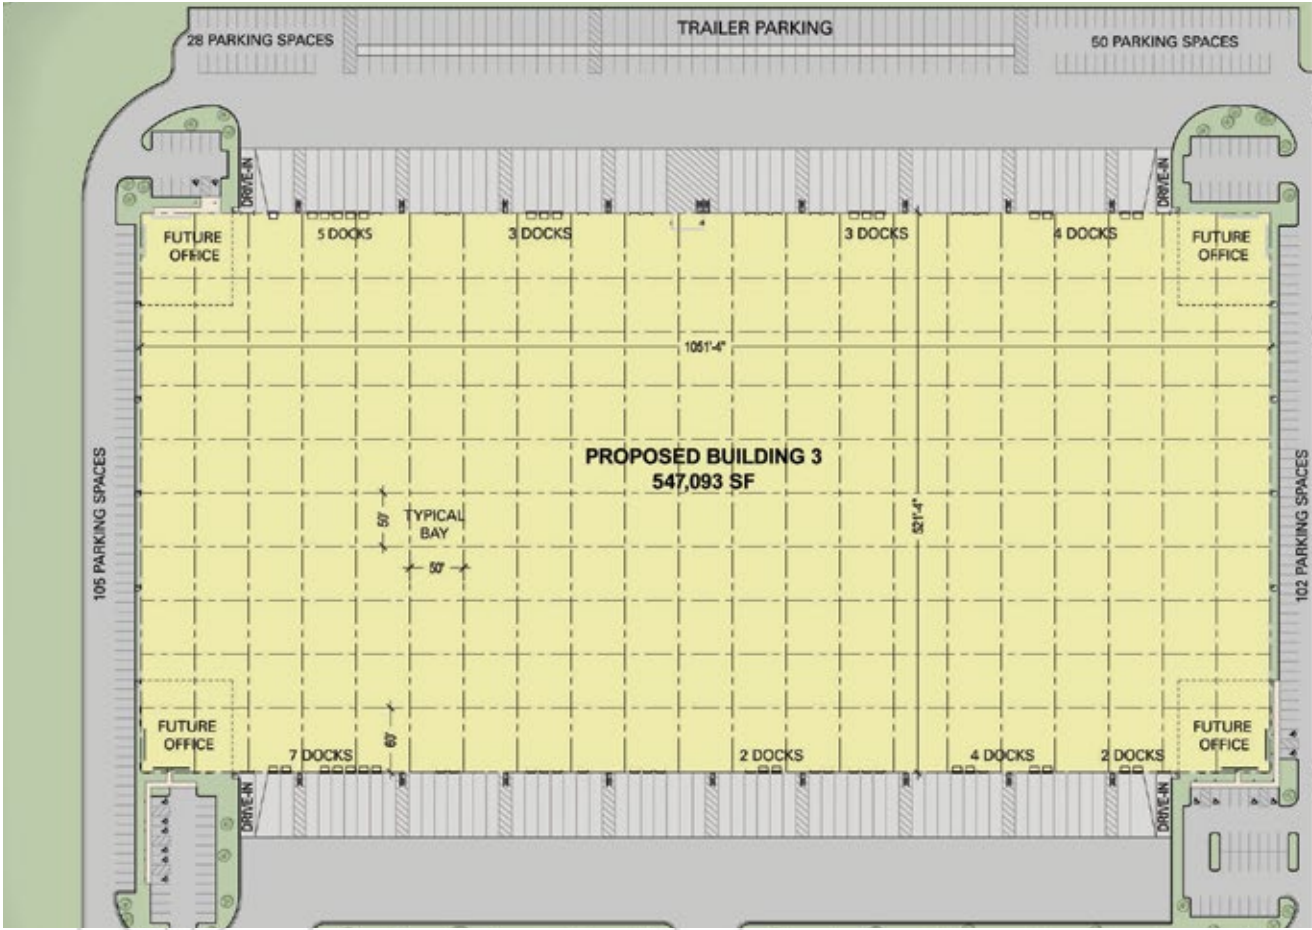 TRAILER PARKING
28 PARKING SPACES
50 PARKING SPACES
DRIVE-IN
DRIVE-IN
FUTURE
OFFICE
5 DOCKS
3 DOCKS
3 DOCKS
4 DOCKS
FUTURE
OFFICE
1051'-4"
PROPOSED BUILDING 3
547,093 SF
105 PARKING SPACES
102 PARKING SPACES
521'-4"
50'
TYPICAL
BAY
50'
60'
FUTURE
OFFICE
7 DOCKS
2 DOCKS
4 DOCKS
2 DOCKS
FUTURE
OFFICE
DRIVE-IN
DRIVE-IN